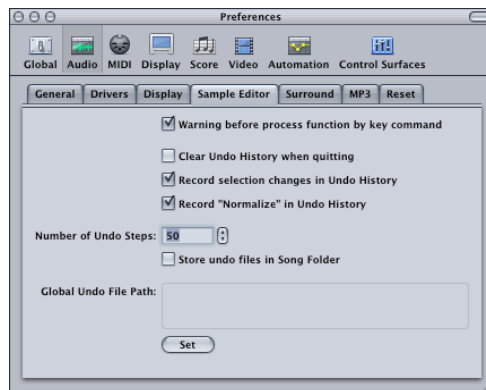 Preferences
Global Audio MIDI Display Score Video Automation Control Surfaces
General Drivers Display Sample Editor Surround MP3 Reset
Warning before process function by key command
Clear Undo History when quitting
Record selection changes in Undo History
Record "Normalize" in Undo History
Number of Undo Steps: 50
Store undo files in Song Folder
Global Undo File Path:
Set